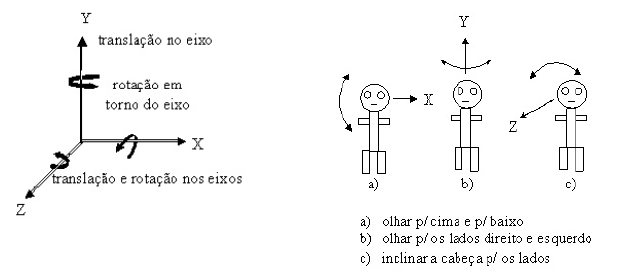 Y
translação no eixo
rotação em
torno do eixo
X
translação e rotação nos eixos
Z
Y
X
Z
a)
b)
c)
a) olhar p/ cima e p/ baixo
b) olhar p/ os lados direito e esquerdo
c) inclinar a cabeça p/ os lados